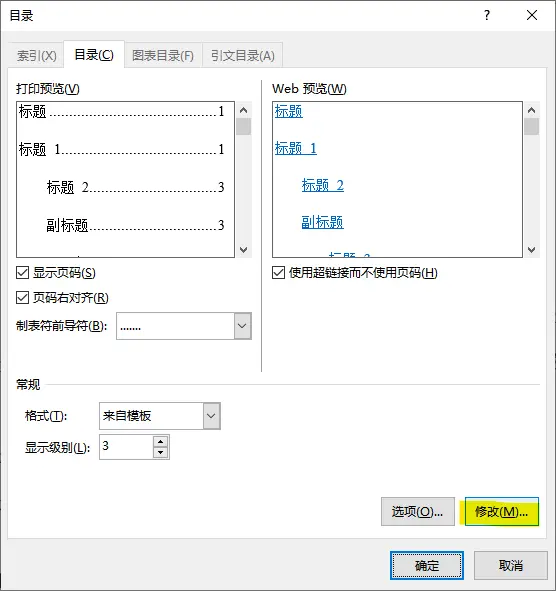 目录
?
索引(X) 目录(C) 图表目录(F) 引文目录(A)
打印预览(V)
标题.......................................1
标题 1.....................................1
标题 2.............................3
副标题.............................3
Web 预览(W)
标题
标题 1
标题 2
副标题
显示页码(S)
页码右对齐(R)
制表符前导符(B): .......
使用超链接而不使用页码(H)
常规
格式(T): 来自模板
显示级别(L): 3
选项(O)... 修改(M)...
确定 取消